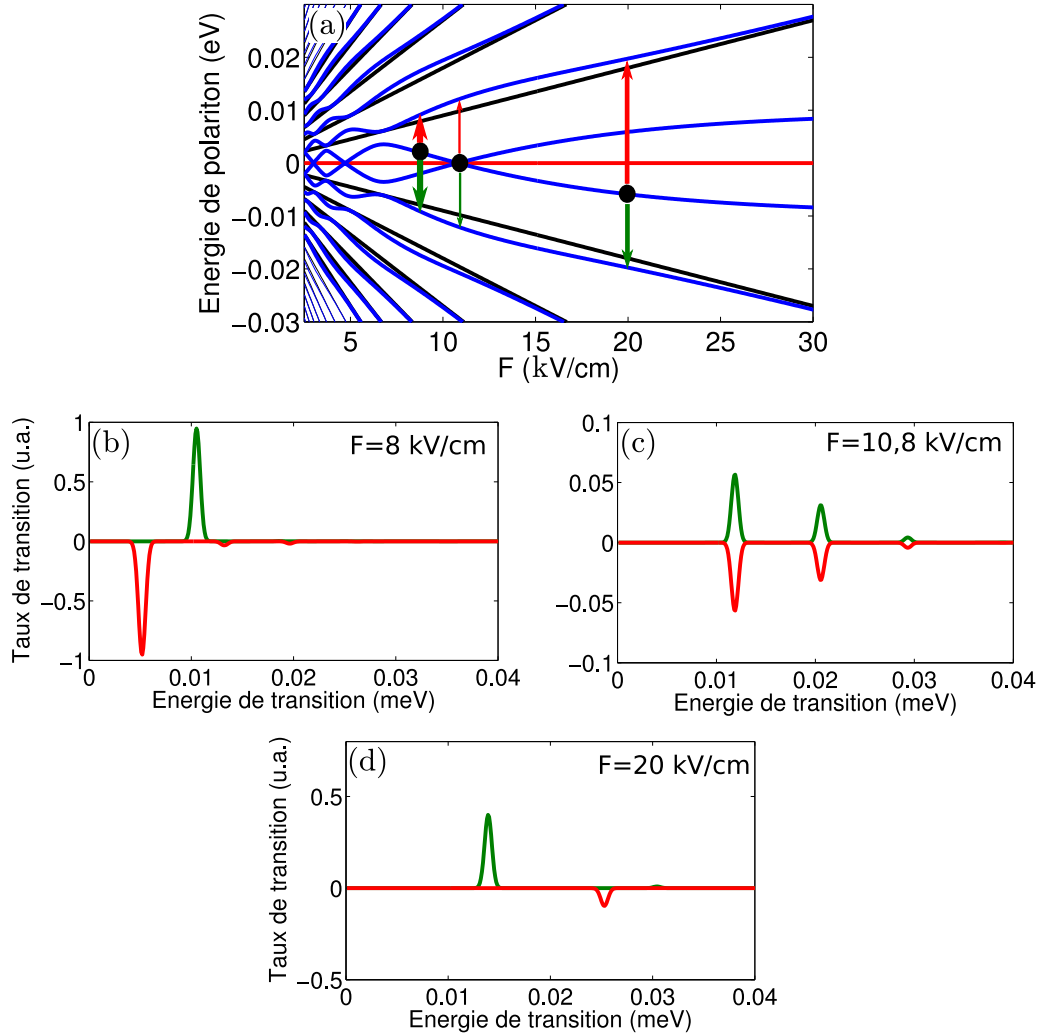 (a)
Energie de polariton (eV)
0.02
0.01
0
−0.01
−0.02
−0.03
5 10 15 20 25 30
F (kV/cm)
(b)
F=8 kV/cm
Taux de transition (u.a.)
1
0.5
0
−0.5
−1
0 0.01 0.02 0.03 0.04
Energie de transition (meV)
(c)
F=10,8 kV/cm
0.1
0.05
0
−0.05
−0.1
0 0.01 0.02 0.03 0.04
Energie de transition (meV)
(d)
F=20 kV/cm
Taux de transition (u.a.)
0.5
0
−0.5
0 0.01 0.02 0.03 0.04
Energie de transition (meV)